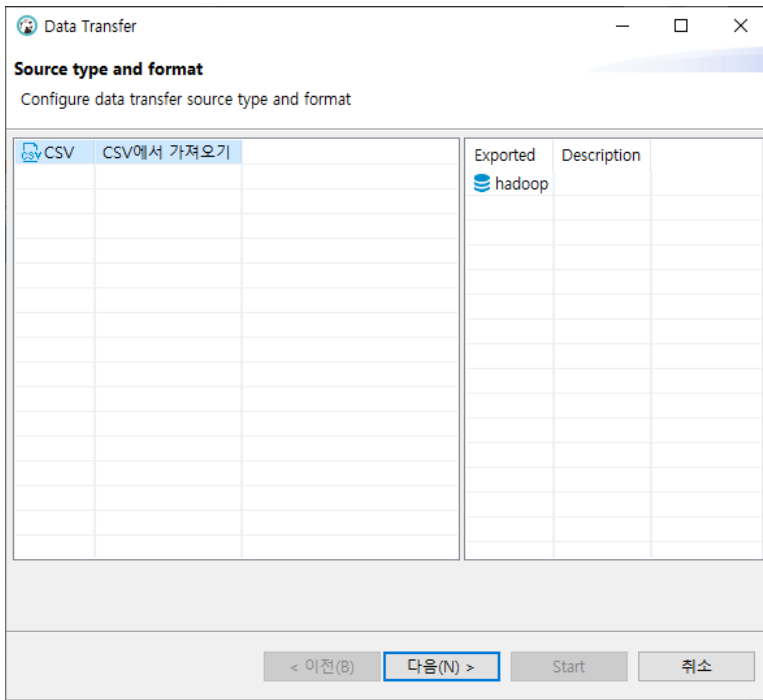 Data Transfer
Source type and format
Configure data transfer source type and format
CSV CSV에서 가져오기
Exported Description
hadoop
< 이전(B) 다음(N) > Start 취소